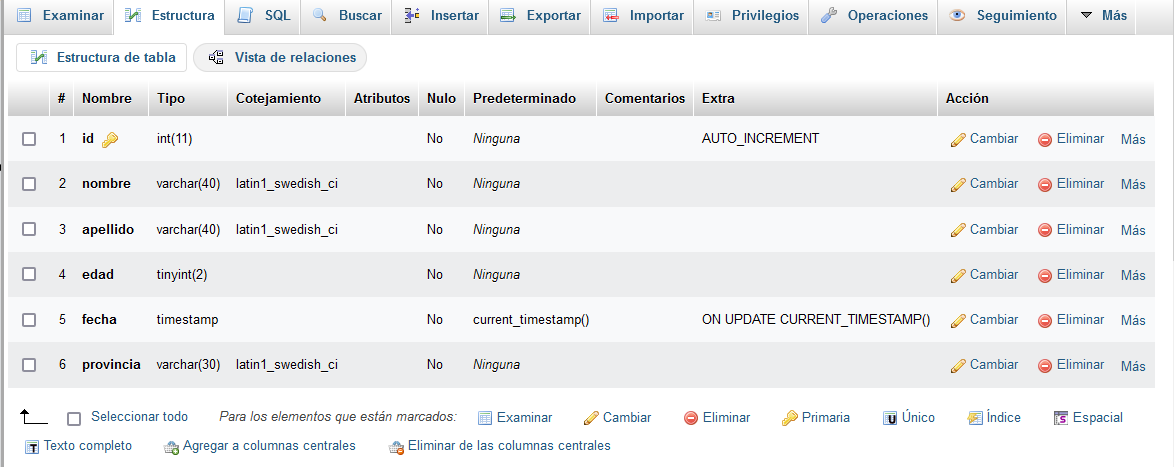 Examinar Estructura SQL Buscar Insertar Exportar Importar Privilegios Operaciones Seguimiento Más
Estructura de tabla Vista de relaciones
# Nombre Tipo Cotejamiento Atributos Nulo Predeterminado Comentarios Extra Acción
1 id int(11) No Ninguna AUTO_INCREMENT Cambiar Eliminar Más
2 nombre varchar(40) latin1_swedish_ci No Ninguna Cambiar Eliminar Más
3 apellido varchar(40) latin1_swedish_ci No Ninguna Cambiar Eliminar Más
4 edad tinyint(2) No Ninguna Cambiar Eliminar Más
5 fecha timestamp No current_timestamp() ON UPDATE CURRENT_TIMESTAMP() Cambiar Eliminar Más
6 provincia varchar(30) latin1_swedish_ci No Ninguna Cambiar Eliminar Más
Seleccionar todo Para los elementos que están marcados: Examinar Cambiar Eliminar Primaria Único Índice Espacial
Texto completo Agregar a columnas centrales Eliminar de las columnas centrales